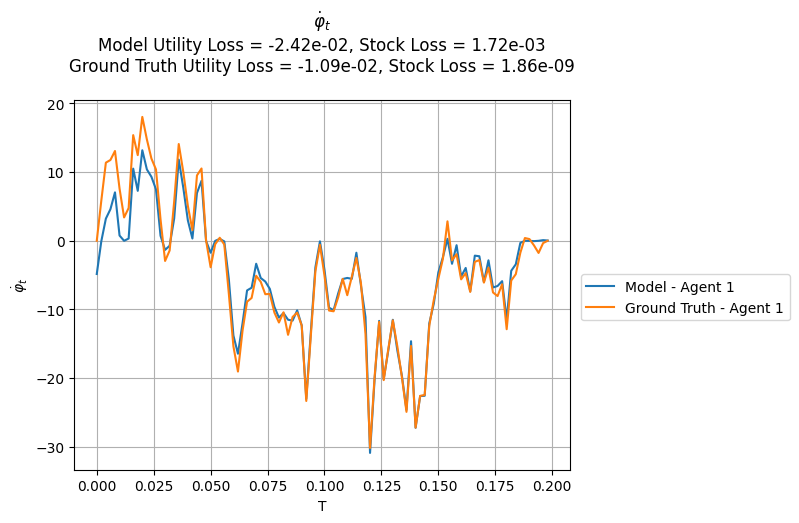 φ̇ₜ
Model Utility Loss = -2.42e-02, Stock Loss = 1.72e-03
Ground Truth Utility Loss = -1.09e-02, Stock Loss = 1.86e-09
20
10
0
−10
−20
−30
φ̇ₜ
0.000 0.025 0.050 0.075 0.100 0.125 0.150 0.175 0.200
T
Model - Agent 1
Ground Truth - Agent 1